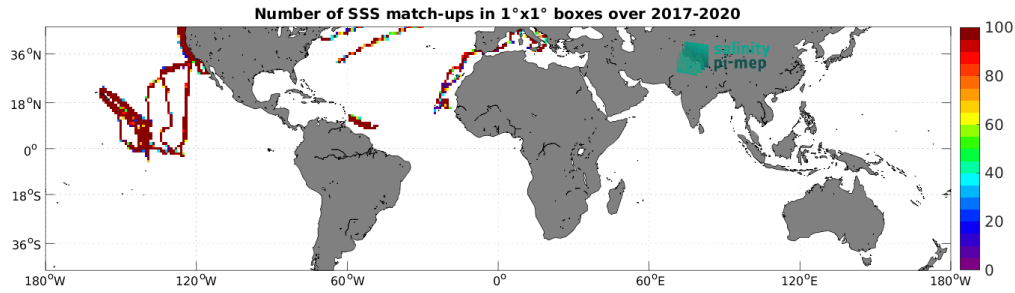 Number of SSS match-ups in 1°x1° boxes over 2017-2020
salinity
pi-mep
36°N
18°N
0°
18°S
36°S
180°W
120°W
60°W
0°
60°E
120°E
180°W
100
80
60
40
20
0